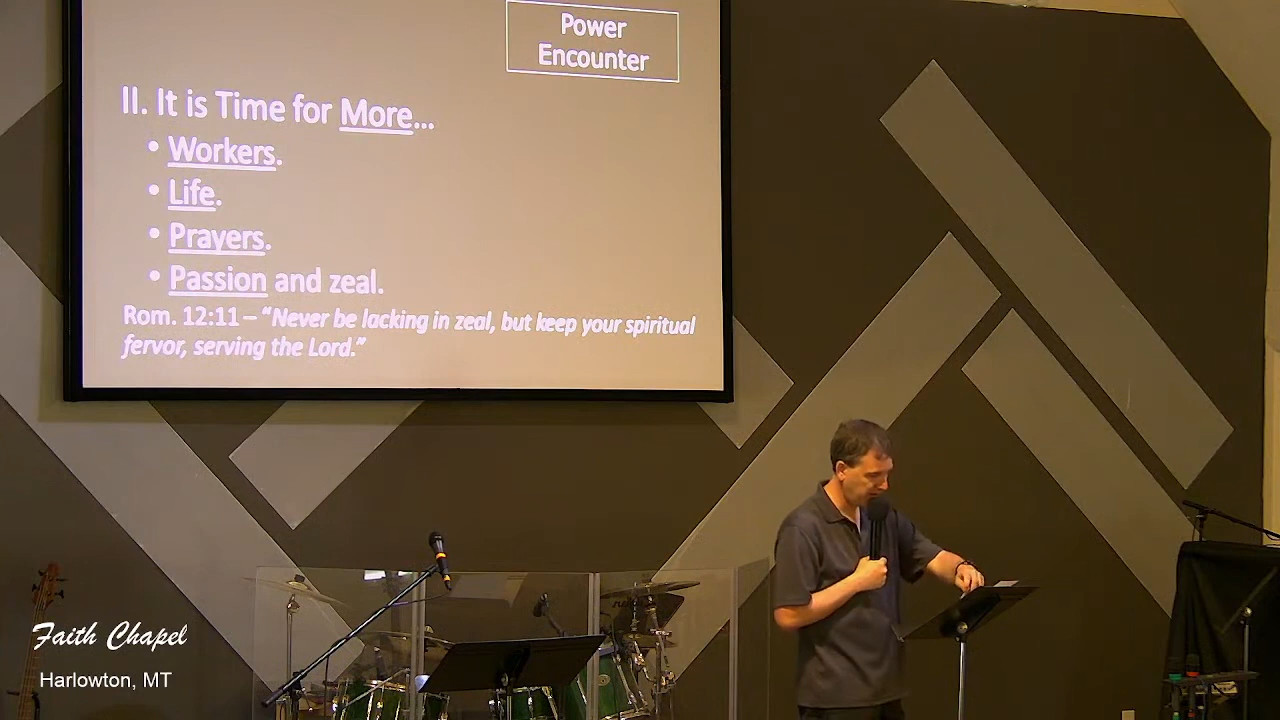 Power
Encounter
II. It is Time for More...
• Workers.
• Life.
• Prayers.
• Passion and zeal.
Rom. 12:11 – “Never be lacking in zeal, but keep your spiritual
fervor, serving the Lord.”
Faith Chapel
Harlowton, MT